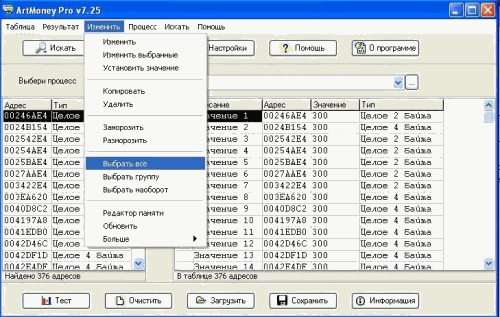 ArtMoney Pro v7.25
Таблица Результат Изменить Процесс Искать Помощь
Искать Настройки Помощь О программе
Выбери процесс
...
Изменить
Изменить выбранные
Установить значение
Копировать
Удалить
Заморозить
Разморозить
Выбрать все
Выбрать группу
Выбрать наоборот
Редактор памяти
Обновить
Больше
Адрес Тип
00246AE4 Целое
0024B154 Целое
002542E4 Целое
00254AE4 Целое
0025BAE4 Целое
0027AAE4 Целое
003422E4 Целое
003EA620 Целое
0040D8C2 Целое
004197A8 Целое
0041EDB0 Целое
0042D46C Целое
0042DF1D Целое 4 Байта
0042E4DF Целое 4 Байта
Найдено 376 адресов
Описание Адрес Значение Тип
Значение 1 00246AE4 300 Целое 2 Байта
Значение 2 0024B154 300 Целое 4 Байта
Значение 3 002542E4 300 Целое 2 Байта
Значение 4 00254AE4 300 Целое 2 Байта
Значение 5 0025BAE4 300 Целое 2 Байта
Значение 6 0027AAE4 300 Целое 2 Байта
Значение 7 003422E4 300 Целое 2 Байта
Значение 8 003EA620 300 Целое 4 Байта
Значение 9 0040D8C2 300 Целое 4 Байта
Значение 10 004197A8 300 Целое 4 Байта
Значение 11 0041EDB0 300 Целое 4 Байта
Значение 12 0042D46C 300 Целое 4 Байта
Значение 13 0042DF1D 300 Целое 4 Байта
Значение 14 0042E4DF 300 Целое 4 Байта
В таблице 376 адресов
Тест Очистить Загрузить Сохранить Информация